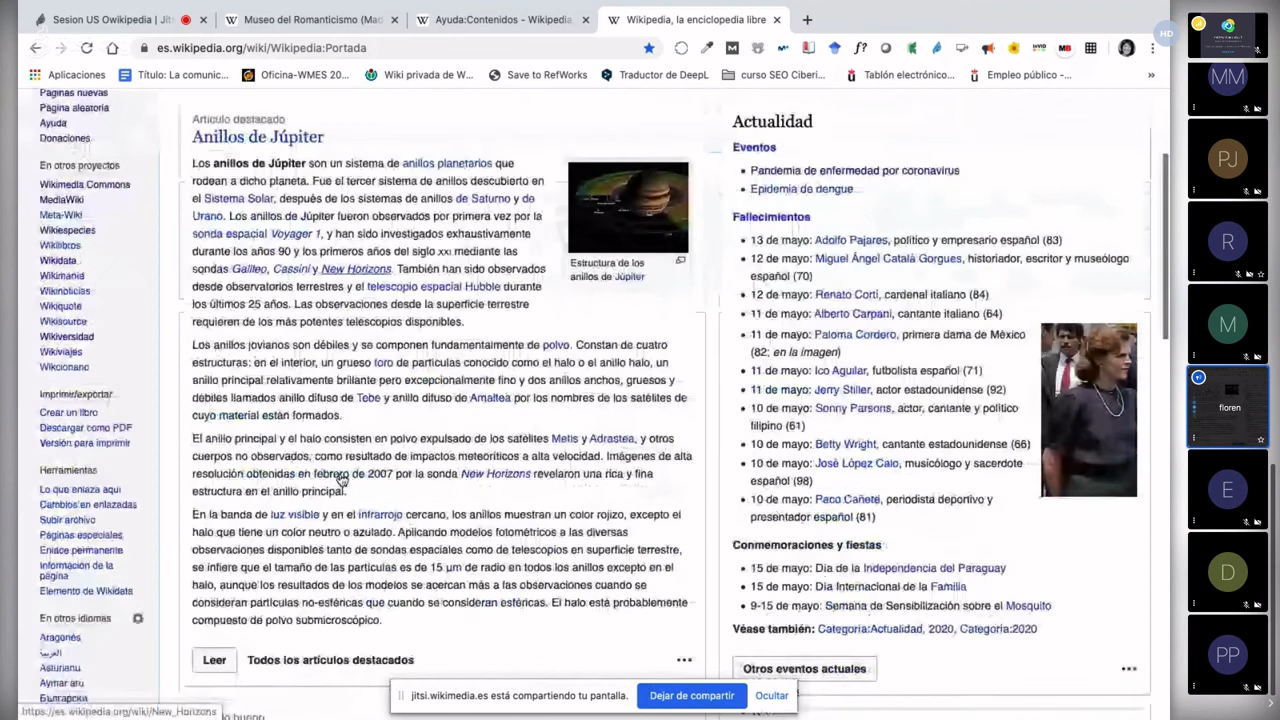 Sesion US Owikipedia | Jits
Museo del Romanticismo (Mad
Ayuda:Contenidos - Wikipedia
Wikipedia, la enciclopedia libre
es.wikipedia.org/wiki/Wikipedia:Portada
HD
Aplicaciones
Título: La comunic...
Oficina-WMES 20...
Wiki privada de W...
Save to RefWorks
Traductor de DeepL
curso SEO Ciberi...
Tablón electrónico...
Empleo público -...
Páginas nuevas
Página aleatoria
Ayuda
Donaciones
En otros proyectos
Wikimedia Commons
MediaWiki
Meta-Wiki
Wikispecies
Wikilibros
Wikidata
Wikimanía
Wikinoticias
Wikiquote
Wikisource
Wikiversidad
Wikiviajes
Wikcionario
Imprimir/exportar
Crear un libro
Descargar como PDF
Versión para imprimir
Herramientas
Lo que enlaza aquí
Cambios en enlazadas
Subir archivo
Páginas especiales
Enlace permanente
Información de la
página
Elemento de Wikidata
En otros idiomas
Aragonés
العربية
Asturianu
Aymar aru
Български
https://es.wikipedia.org/wiki/New_Horizons
Artículo destacado
Anillos de Júpiter
Los anillos de Júpiter son un sistema de anillos planetarios que
rodean a dicho planeta. Fue el tercer sistema de anillos descubierto en
el Sistema Solar, después de los sistemas de anillos de Saturno y de
Urano. Los anillos de Júpiter fueron observados por primera vez por la
sonda espacial Voyager 1, y han sido investigados exhaustivamente
durante los años 90 y los primeros años del siglo XXI mediante las
sondas Galileo, Cassini y New Horizons. También han sido observados
desde observatorios terrestres y el telescopio espacial Hubble durante
los últimos 25 años. Las observaciones desde la superficie terrestre
requieren de los más potentes telescopios disponibles.
Estructura de los
anillos de Júpiter
Los anillos jovianos son débiles y se componen fundamentalmente de polvo. Constan de cuatro
estructuras: en el interior, un grueso toro de partículas conocido como el halo o el anillo halo, un
anillo principal relativamente brillante pero excepcionalmente fino y dos anillos anchos, gruesos y
débiles llamados anillo difuso de Tebe y anillo difuso de Amaltea por los nombres de los satélites de
cuyo material están formados.
El anillo principal y el halo consisten en polvo expulsado de los satélites Metis y Adrastea, y otros
cuerpos no observados, como resultado de impactos meteoríticos a alta velocidad. Imágenes de alta
resolución obtenidas en febrero de 2007 por la sonda New Horizons revelaron una rica y fina
estructura en el anillo principal.
En la banda de luz visible y en el infrarrojo cercano, los anillos muestran un color rojizo, excepto el
halo que tiene un color neutro o azulado. Aplicando modelos fotométricos a las diversas
observaciones disponibles tanto de sondas espaciales como de telescopios en superficie terrestre,
se infiere que el tamaño de las partículas es de 15 μm de radio en todos los anillos excepto en el
halo, aunque los resultados de los modelos se acercan más a las observaciones cuando se
consideran partículas no-esféricas que cuando se consideran esféricas. El halo está probablemente
compuesto de polvo submicroscópico.
Leer
Todos los artículos destacados
Actualidad
Eventos
Pandemia de enfermedad por coronavirus
Epidemia de dengue
Fallecimientos
13 de mayo: Adolfo Pajares, político y empresario español (83)
12 de mayo: Miguel Ángel Catalá Gorgues, historiador, escritor y museólogo
español (70)
12 de mayo: Renato Corti, cardenal italiano (84)
11 de mayo: Alberto Carpani, cantante italiano (64)
11 de mayo: Paloma Cordero, primera dama de México
(82; en la imagen)
11 de mayo: Ico Aguilar, futbolista español (71)
11 de mayo: Jerry Stiller, actor estadounidense (92)
10 de mayo: Sonny Parsons, actor, cantante y político
filipino (61)
10 de mayo: Betty Wright, cantante estadounidense (66)
10 de mayo: José López Calo, musicólogo y sacerdote
español (98)
10 de mayo: Paco Cañete, periodista deportivo y
presentador español (81)
Conmemoraciones y fiestas
15 de mayo: Día de la Independencia del Paraguay
15 de mayo: Día Internacional de la Familia
9-15 de mayo: Semana de Sensibilización sobre el Mosquito
Véase también: Categoría:Actualidad, 2020, Categoría:2020
Otros eventos actuales
jitsi.wikimedia.es está compartiendo tu pantalla.
Dejar de compartir
Ocultar
MM
PJ
R
M
floren
E
D
PP